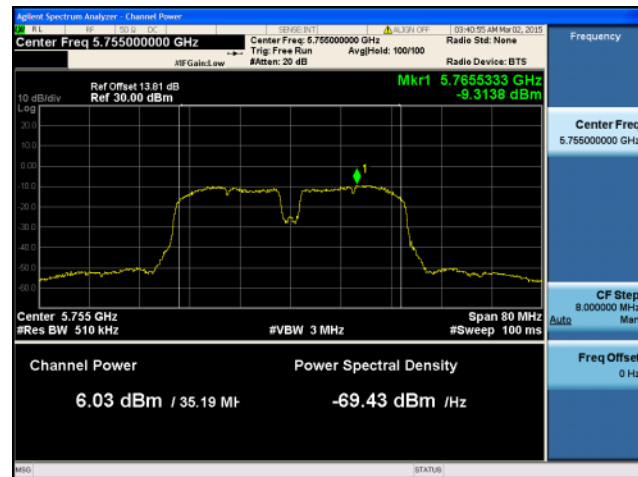 Agilent Spectrum Analyzer - Channel Power
RL RF 50 Ω DC SENSE:INT ALIGN OFF 03:40:55 AM Mar 02, 2015
Center Freq 5.755000000 GHz
Center Freq: 5.755000000 GHz
Radio Std: None
Trig: Free Run Avg|Hold: 100/100
#IFGain:Low
#Atten: 20 dB
Radio Device: BTS
Frequency
Ref Offset 13.81 dB
Mkr1 5.7655333 GHz
10 dB/div
Ref 30.00 dBm
-9.3138 dBm
Log
20.0
10.0
0.00
-10.0
-20.0
-30.0
-40.0
-50.0
-60.0
1
Center Freq
5.755000000 GHz
Center 5.755 GHz
Span 80 MHz
#Res BW 510 kHz
#VBW 3 MHz
#Sweep 100 ms
CF Step
8.000000 MHz
Auto Man
Channel Power
Power Spectral Density
6.03 dBm / 35.19 MH
-69.43 dBm /Hz
Freq Offset
0 Hz
MSG
STATUS